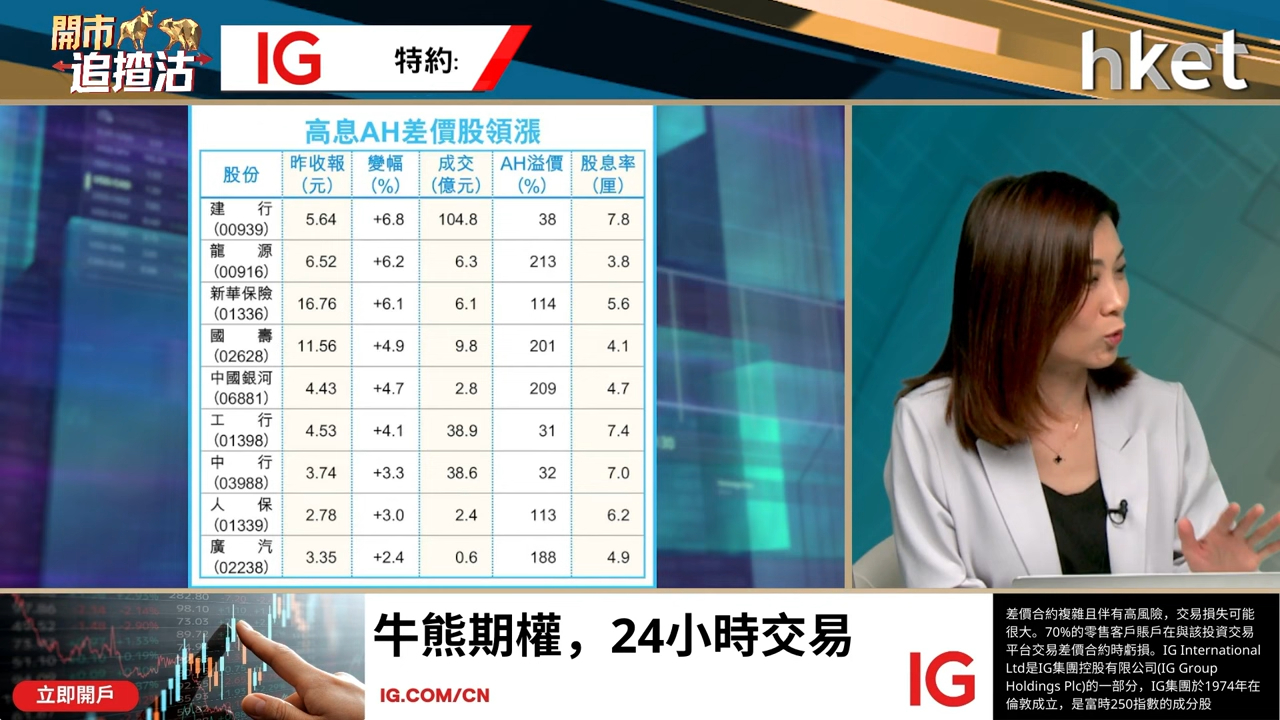 開市
追揸沽
IG 特約:
hket
高息AH差價股領漲
股份 昨收報(元) 變幅(%) 成交(億元) AH溢價(%) 股息率(厘)
建行(00939) 5.64 +6.8 104.8 38 7.8
龍源(00916) 6.52 +6.2 6.3 213 3.8
新華保險(01336) 16.76 +6.1 6.1 114 5.6
國壽(02628) 11.56 +4.9 9.8 201 4.1
中國銀河(06881) 4.43 +4.7 2.8 209 4.7
工行(01398) 4.53 +4.1 38.9 31 7.4
中行(03988) 3.74 +3.3 38.6 32 7.0
人保(01339) 2.78 +3.0 2.4 113 6.2
廣汽(02238) 3.35 +2.4 0.6 188 4.9
立即開戶
牛熊期權，24小時交易
IG.COM/CN
IG
差價合約複雜且伴有高風險，交易損失可能
很大。70%的零售客戶賬戶在與該投資交易
平台交易差價合約時虧損。IG International
Ltd是IG集團控股有限公司(IG Group
Holdings Plc)的一部分，IG集團於1974年在
倫敦成立，是富時250指數的成分股